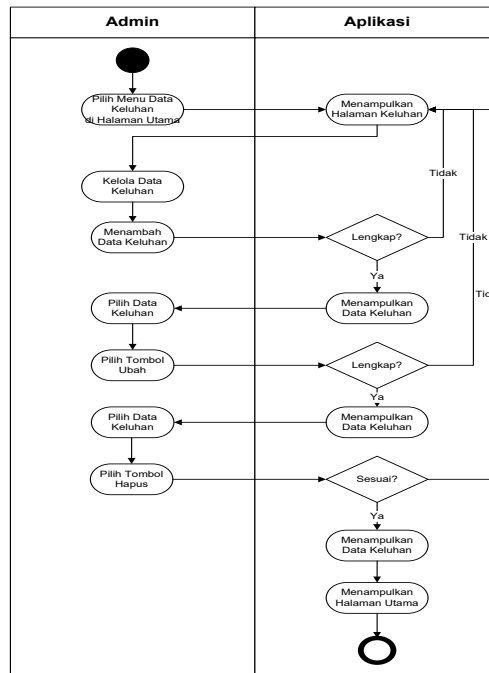 Admin
Aplikasi
Pilih Menu Data
Keluhan
di Halaman Utama
Menampulkan
Halaman Keluhan
Tidak
Kelola Data
Keluhan
Menambah
Data Keluhan
Lengkap?
Tidak
Ya
Pilih Data
Keluhan
Menampulkan
Data Keluhan
Tid
Pilih Tombol
Ubah
Lengkap?
Ya
Pilih Data
Keluhan
Menampulkan
Data Keluhan
Pilih Tombol
Hapus
Sesuai?
Ya
Menampulkan
Data Keluhan
Menampulkan
Halaman Utama